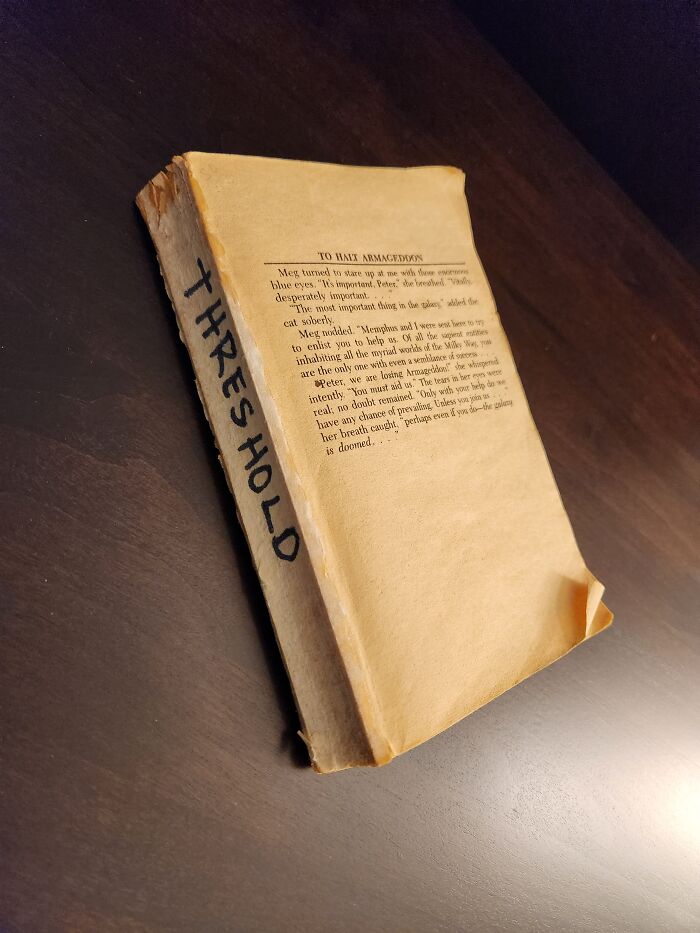 THRESHOLD
TO HALT ARMAGEDDON
Meg turned to stare up at me with those enormous
blue eyes. "It's important, Peter," she breathed. "Vitally,
desperately important. . . ."
"The most important thing in the galaxy," added the
cat soberly.
Meg nodded. "Memphus and I were sent here to try
to enlist you to help us. Of all the sapient entities
inhabiting all the myriad worlds of the Milky Way, you
are the only one with even a semblance of success . . .
"Peter, we are losing Armageddon!" she whispered
intently. "You must aid us." The tears in her eyes were
real; no doubt remained. "Only with your help do we
have any chance of prevailing. Unless you join us . . ."
her breath caught, "perhaps even if you do—the galaxy
is doomed. . . ."